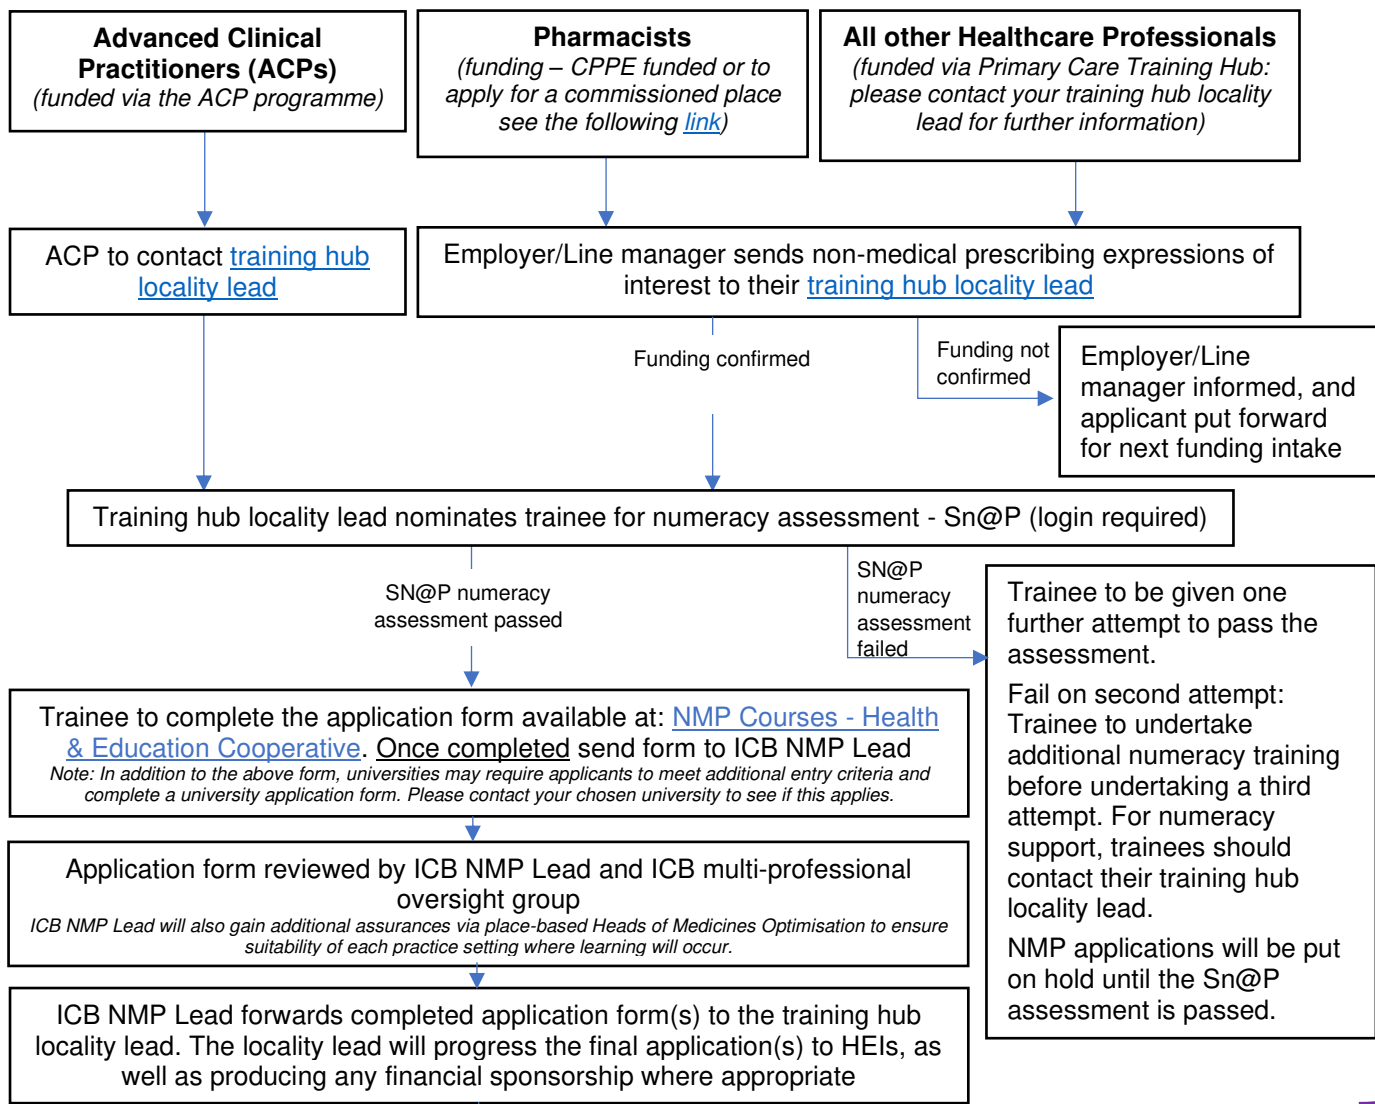 Advanced Clinical
Practitioners (ACPs)
(funded via the ACP programme)
Pharmacists
(funding – CPPE funded or to
apply for a commissioned place
see the following link)
All other Healthcare Professionals
(funded via Primary Care Training Hub:
please contact your training hub locality
lead for further information)
ACP to contact training hub
locality lead
Employer/Line manager sends non-medical prescribing expressions of
interest to their training hub locality lead
Funding confirmed
Funding not
confirmed
Employer/Line
manager informed, and
applicant put forward
for next funding intake
Training hub locality lead nominates trainee for numeracy assessment - Sn@P (login required)
SN@P numeracy
assessment passed
SN@P
numeracy
assessment
failed
Trainee to be given one
further attempt to pass the
assessment.
Fail on second attempt:
Trainee to undertake
additional numeracy training
before undertaking a third
attempt. For numeracy
support, trainees should
contact their training hub
locality lead.
NMP applications will be put
on hold until the Sn@P
assessment is passed.
Trainee to complete the application form available at: NMP Courses - Health
& Education Cooperative. Once completed send form to ICB NMP Lead
Note: In addition to the above form, universities may require applicants to meet additional entry criteria and
complete a university application form. Please contact your chosen university to see if this applies.
Application form reviewed by ICB NMP Lead and ICB multi-professional
oversight group
ICB NMP Lead will also gain additional assurances via place-based Heads of Medicines Optimisation to ensure
suitability of each practice setting where learning will occur.
ICB NMP Lead forwards completed application form(s) to the training hub
locality lead. The locality lead will progress the final application(s) to HEIs, as
well as producing any financial sponsorship where appropriate